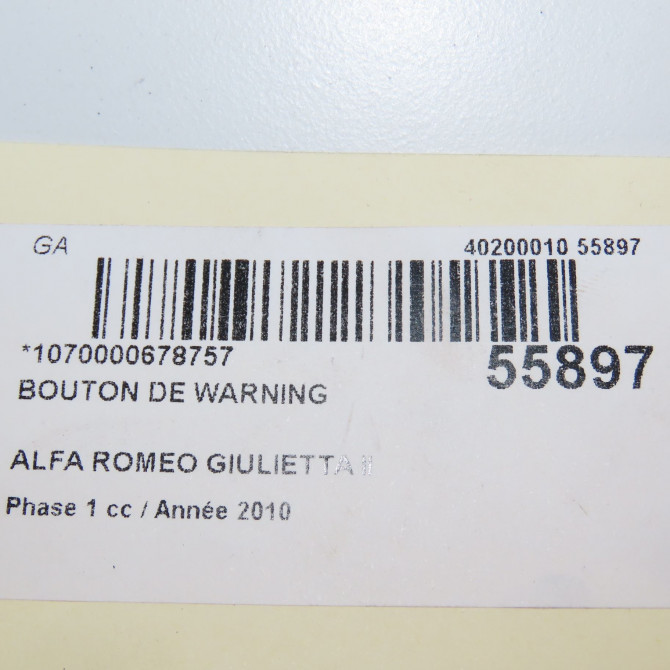 GA 40200010 55897
*1070000678757 55897
BOUTON DE WARNING
ALFA ROMEO GIULIETTA II
Phase 1 cc / Année 2010